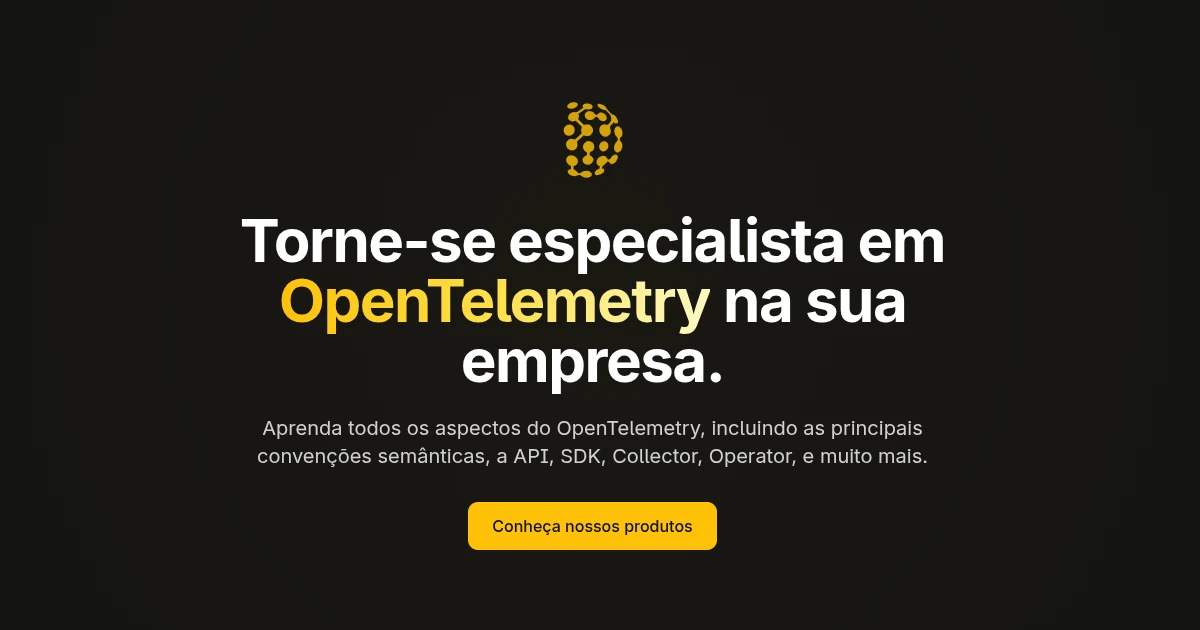 Torne-se especialista em
OpenTelemetry na sua
empresa.
Aprenda todos os aspectos do OpenTelemetry, incluindo as principais
convenções semânticas, a API, SDK, Collector, Operator, e muito mais.
Conheça nossos produtos